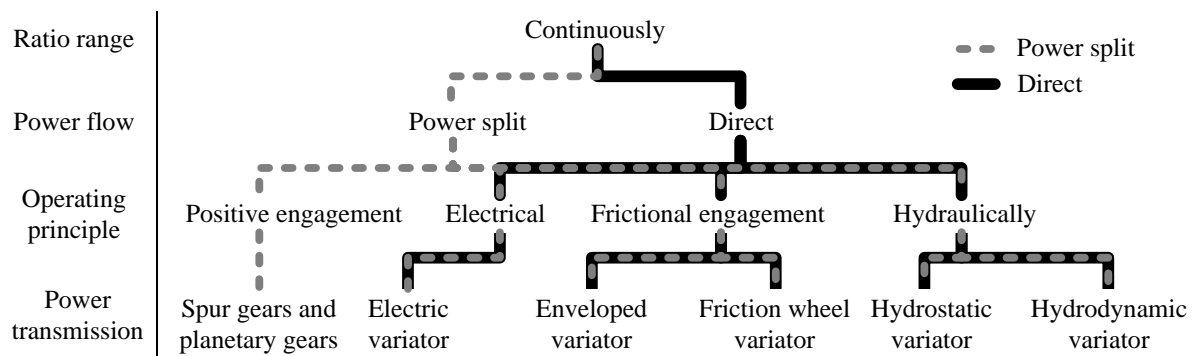 Ratio range
Continuously
Power split
Direct
Power flow
Power split
Direct
Operating
principle
Positive engagement
Electrical
Frictional engagement
Hydraulically
Power
transmission
Spur gears and
planetary gears
Electric
variator
Enveloped
variator
Friction wheel
variator
Hydrostatic
variator
Hydrodynamic
variator